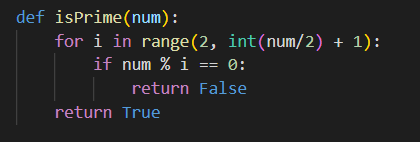 def isPrime(num):
    for i in range(2, int(num/2) + 1):
        if num % i == 0:
            return False
    return True